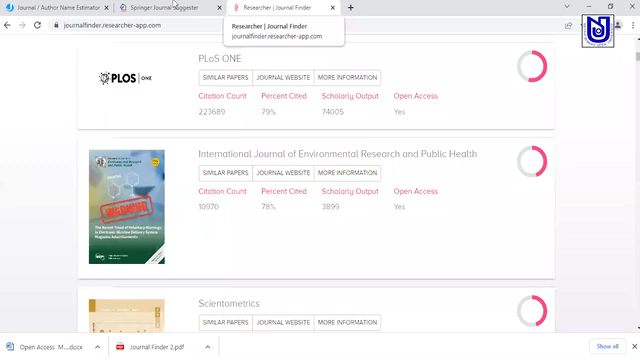 Journal / Author Name Estimator
Springer Journal Suggester
Researcher | Journal Finder
journalfinder.researcher-app.com
Researcher | Journal Finder
journalfinder.researcher-app.com
PLOS ONE
PLoS ONE
SIMILAR PAPERS
JOURNAL WEBSITE
MORE INFORMATION
Citation Count
Percent Cited
Scholarly Output
Open Access
223689
79%
74005
Yes
WARNING
International Journal of Environmental Research and Public Health
SIMILAR PAPERS
JOURNAL WEBSITE
MORE INFORMATION
Citation Count
Percent Cited
Scholarly Output
Open Access
10970
78%
3899
Yes
Scientometrics
SIMILAR PAPERS
JOURNAL WEBSITE
MORE INFORMATION
Open Access M....docx
Journal Finder 2.pdf
Show all